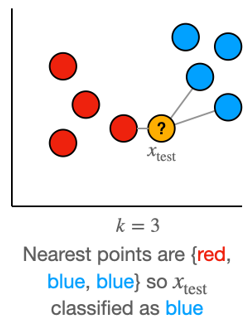 ?
x_test
k = 3
Nearest points are {red,
blue, blue} so x_test
classified as blue